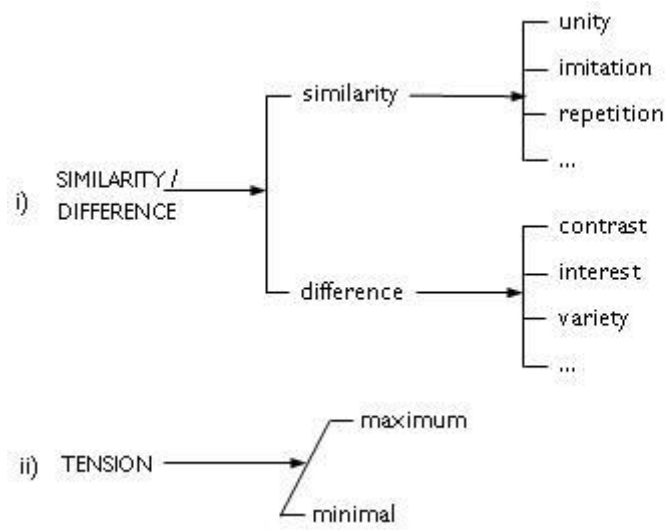 unity
imitation
similarity
repetition
...
i) SIMILARITY /
DIFFERENCE
contrast
interest
difference
variety
...
maximum
ii) TENSION
minimal